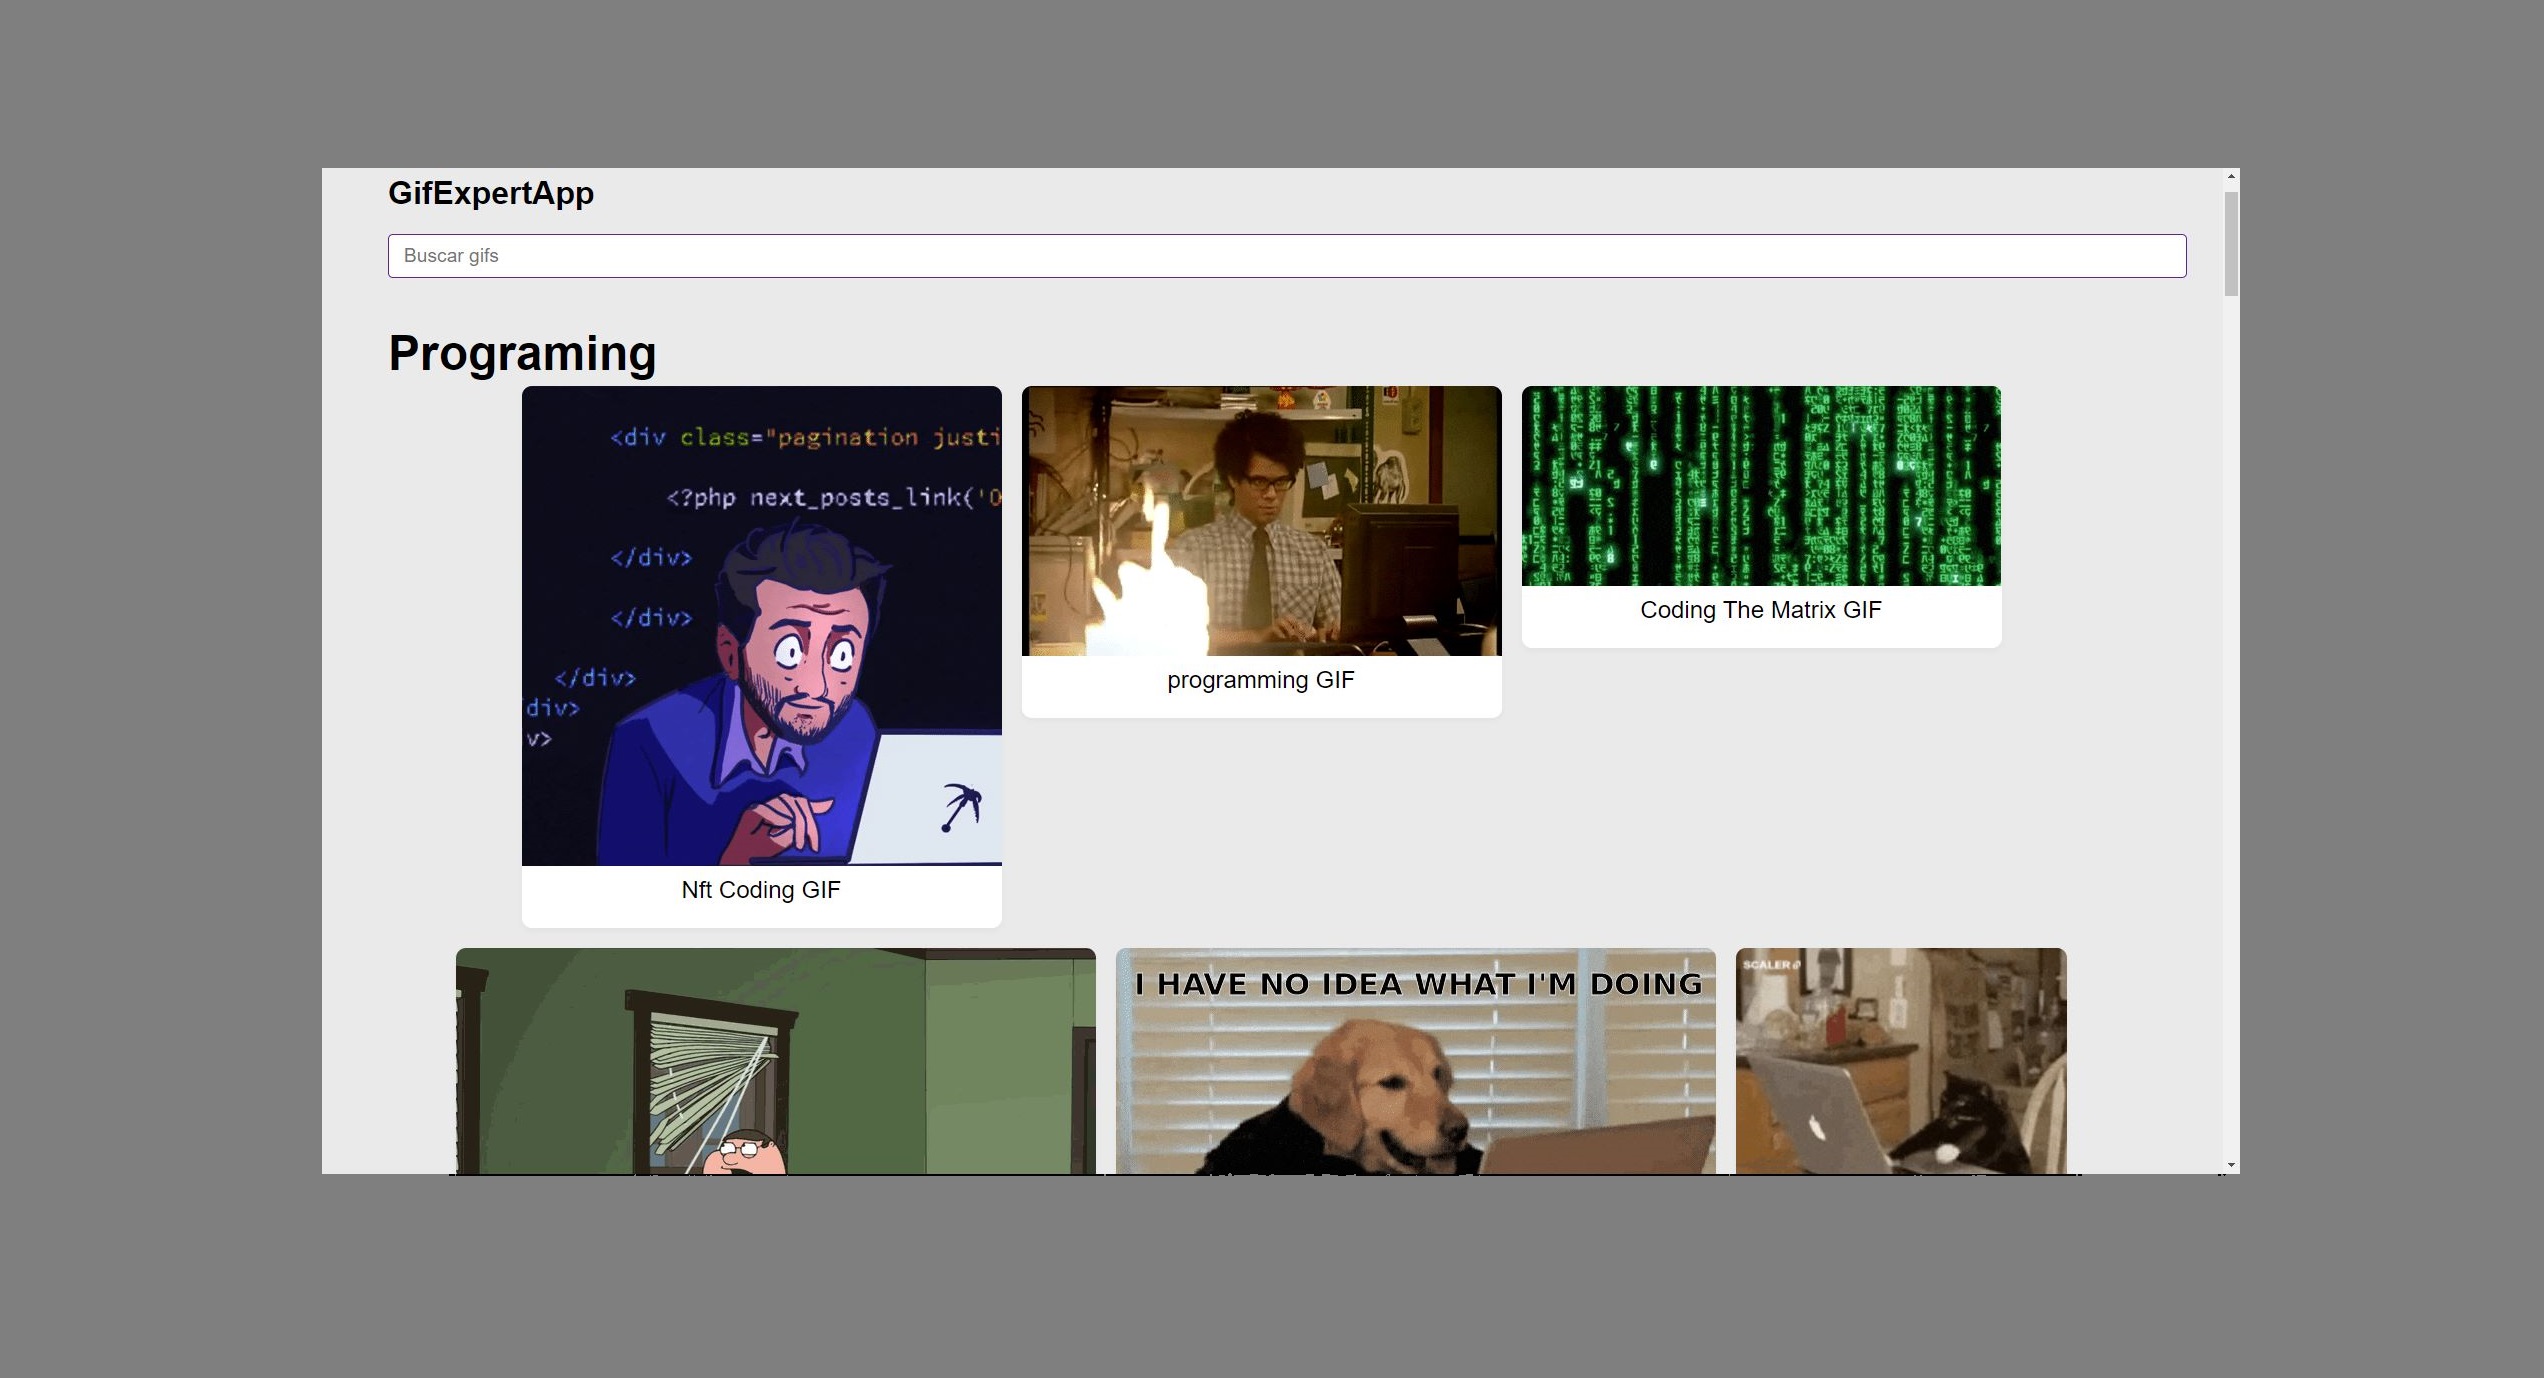 GifExpertApp
Buscar gifs
Programing
<div class="pagination justi
<?php next_posts_link('O
</div>
</div>
</div>
div>
v>
Nft Coding GIF
programming GIF
Coding The Matrix GIF
I HAVE NO IDEA WHAT I'M DOING
SCALER